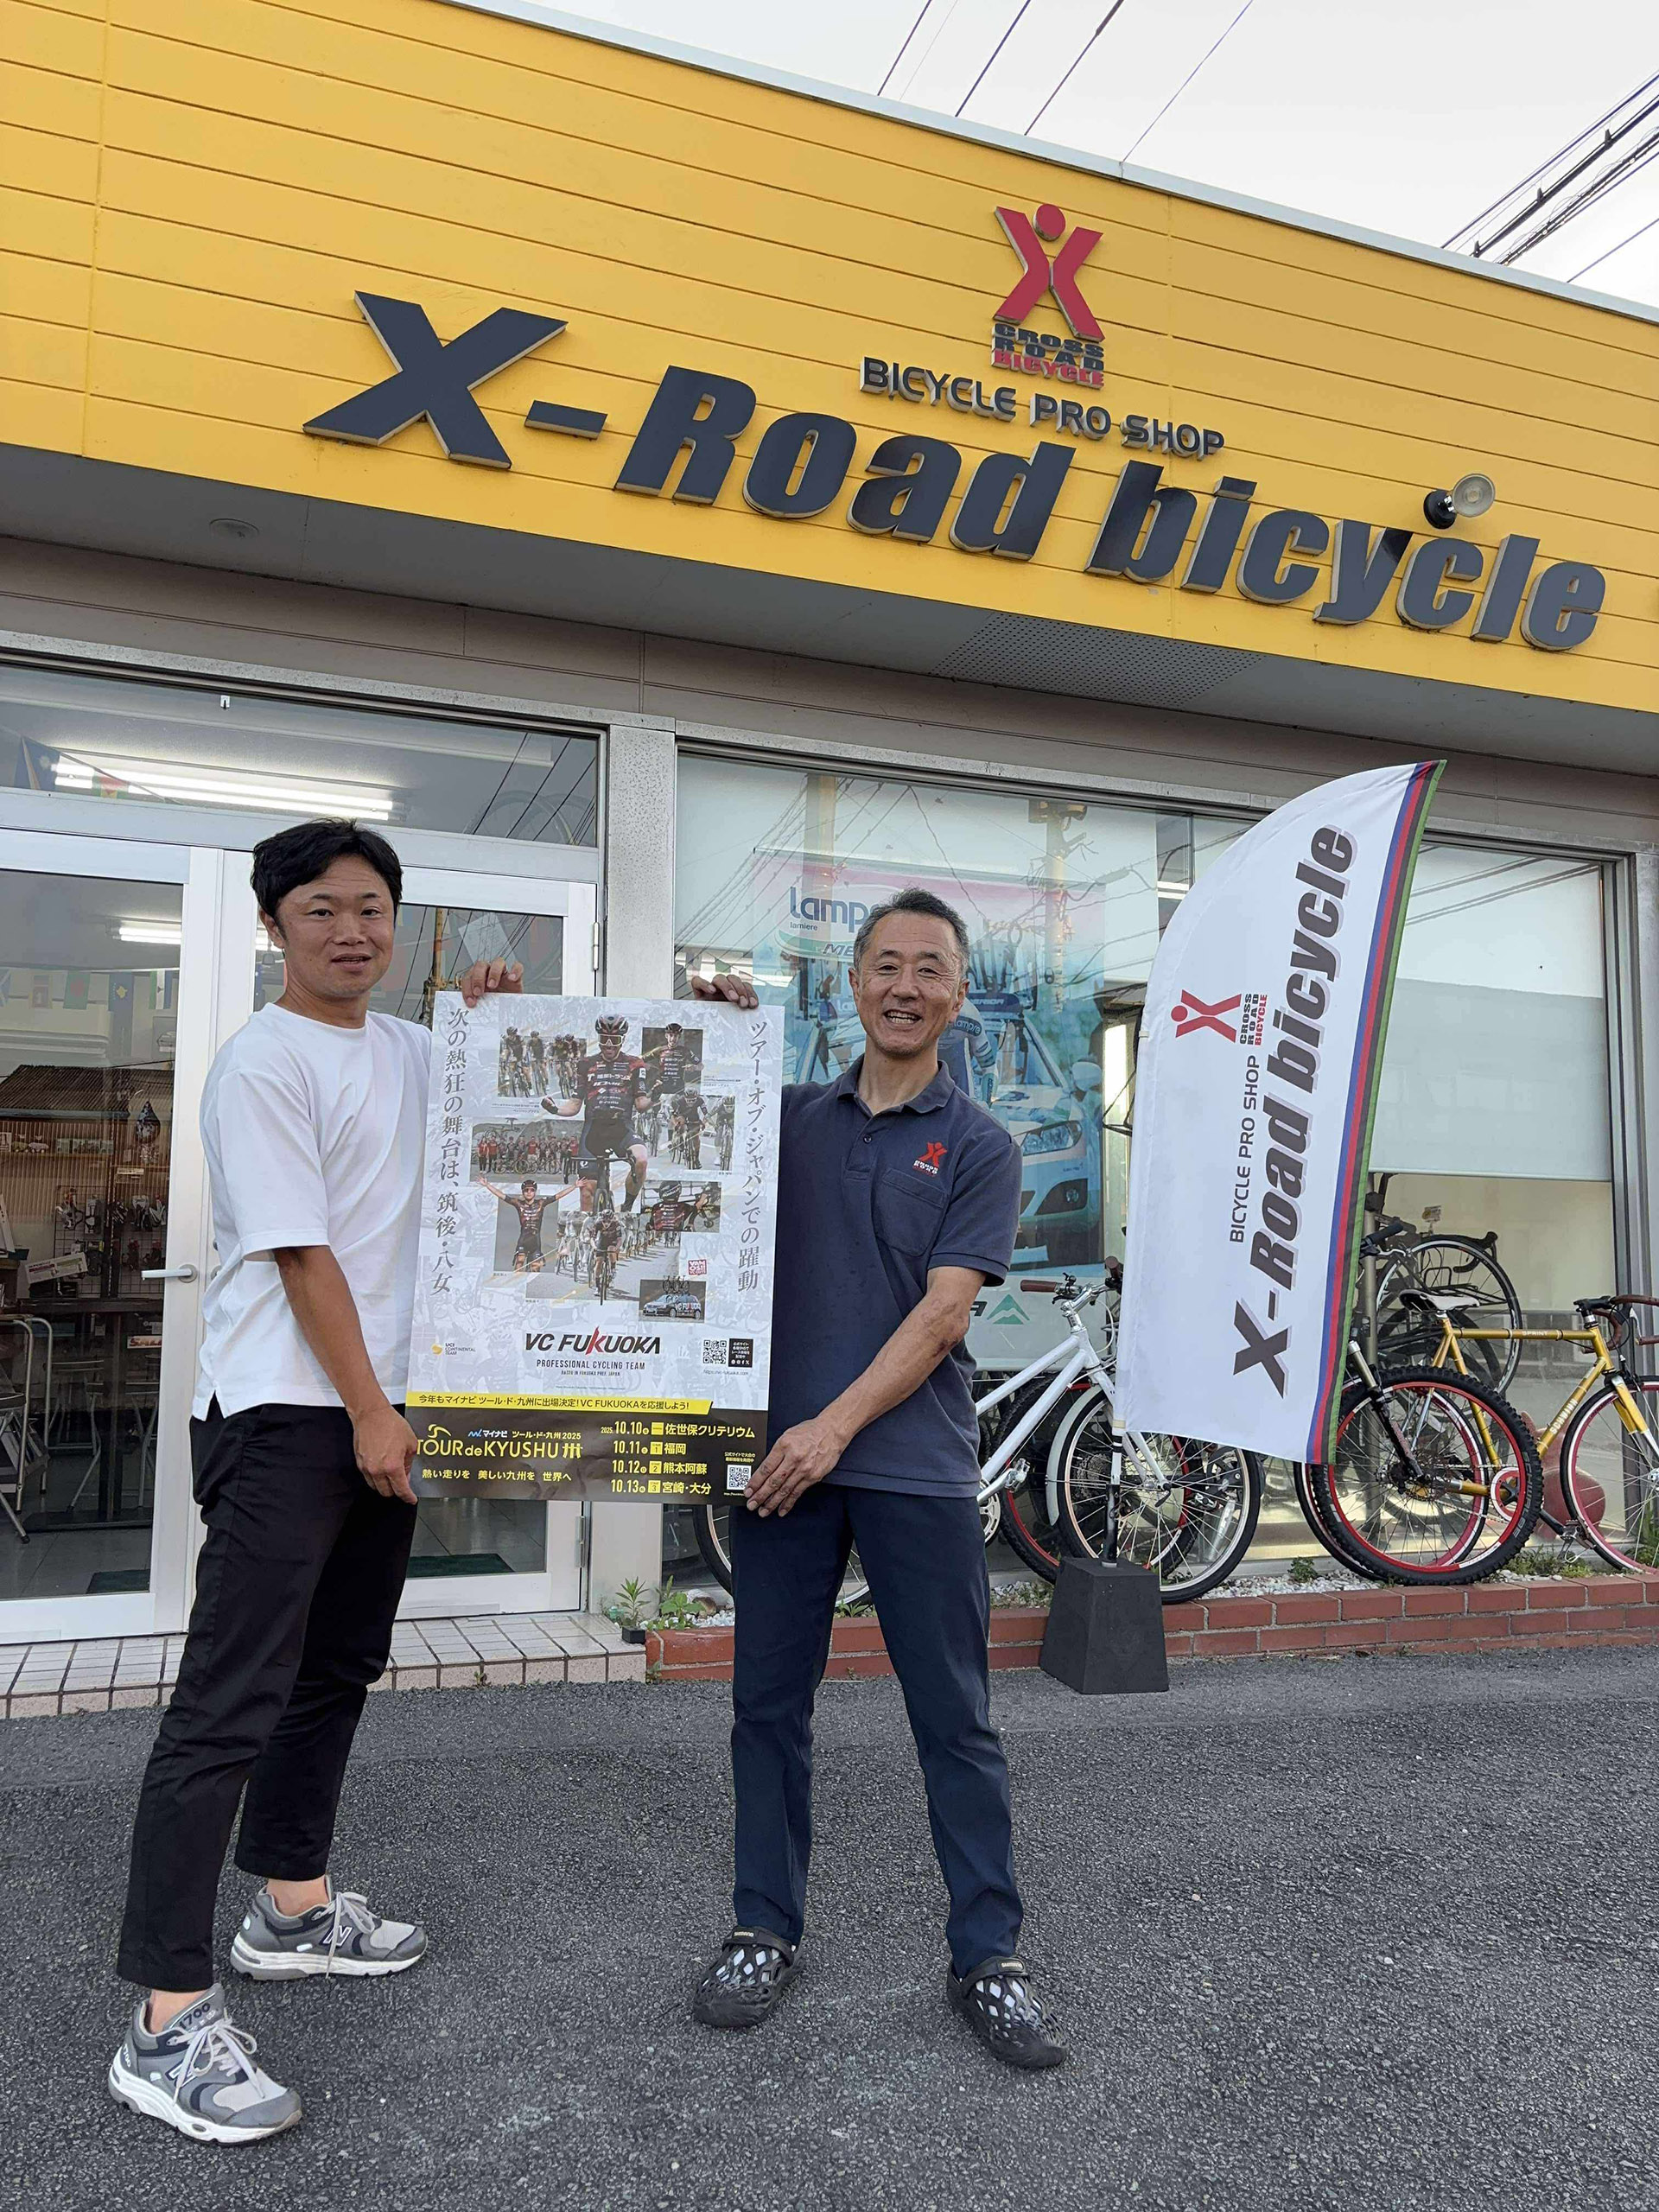 CROSS
ROAD
BICYCLE
BICYCLE PRO SHOP
X-Road bicycle
Lampre
lamiere
CROSS
ROAD
BICYCLE
BICYCLE PRO SHOP
X-Road bicycle
ツアー・オブ・ジャパンでの躍動
次の熱狂の舞台は、筑後・八女
UCI
CONTINENTAL
TEAM
VC FUKUOKA
PROFESSIONAL CYCLING TEAM
今年もマイナビ ツール・ド・九州に出場決定! VC FUKUOKAを応援しよう!
マイナビ ツール・ド・九州 2025
TOUR de KYUSHU
熱い走りを 美しい九州を 世界へ
2025. 10.10 佐世保クリテリウム
10.11 福岡
10.12 熊本阿蘇
10.13 宮崎・大分
N
1700